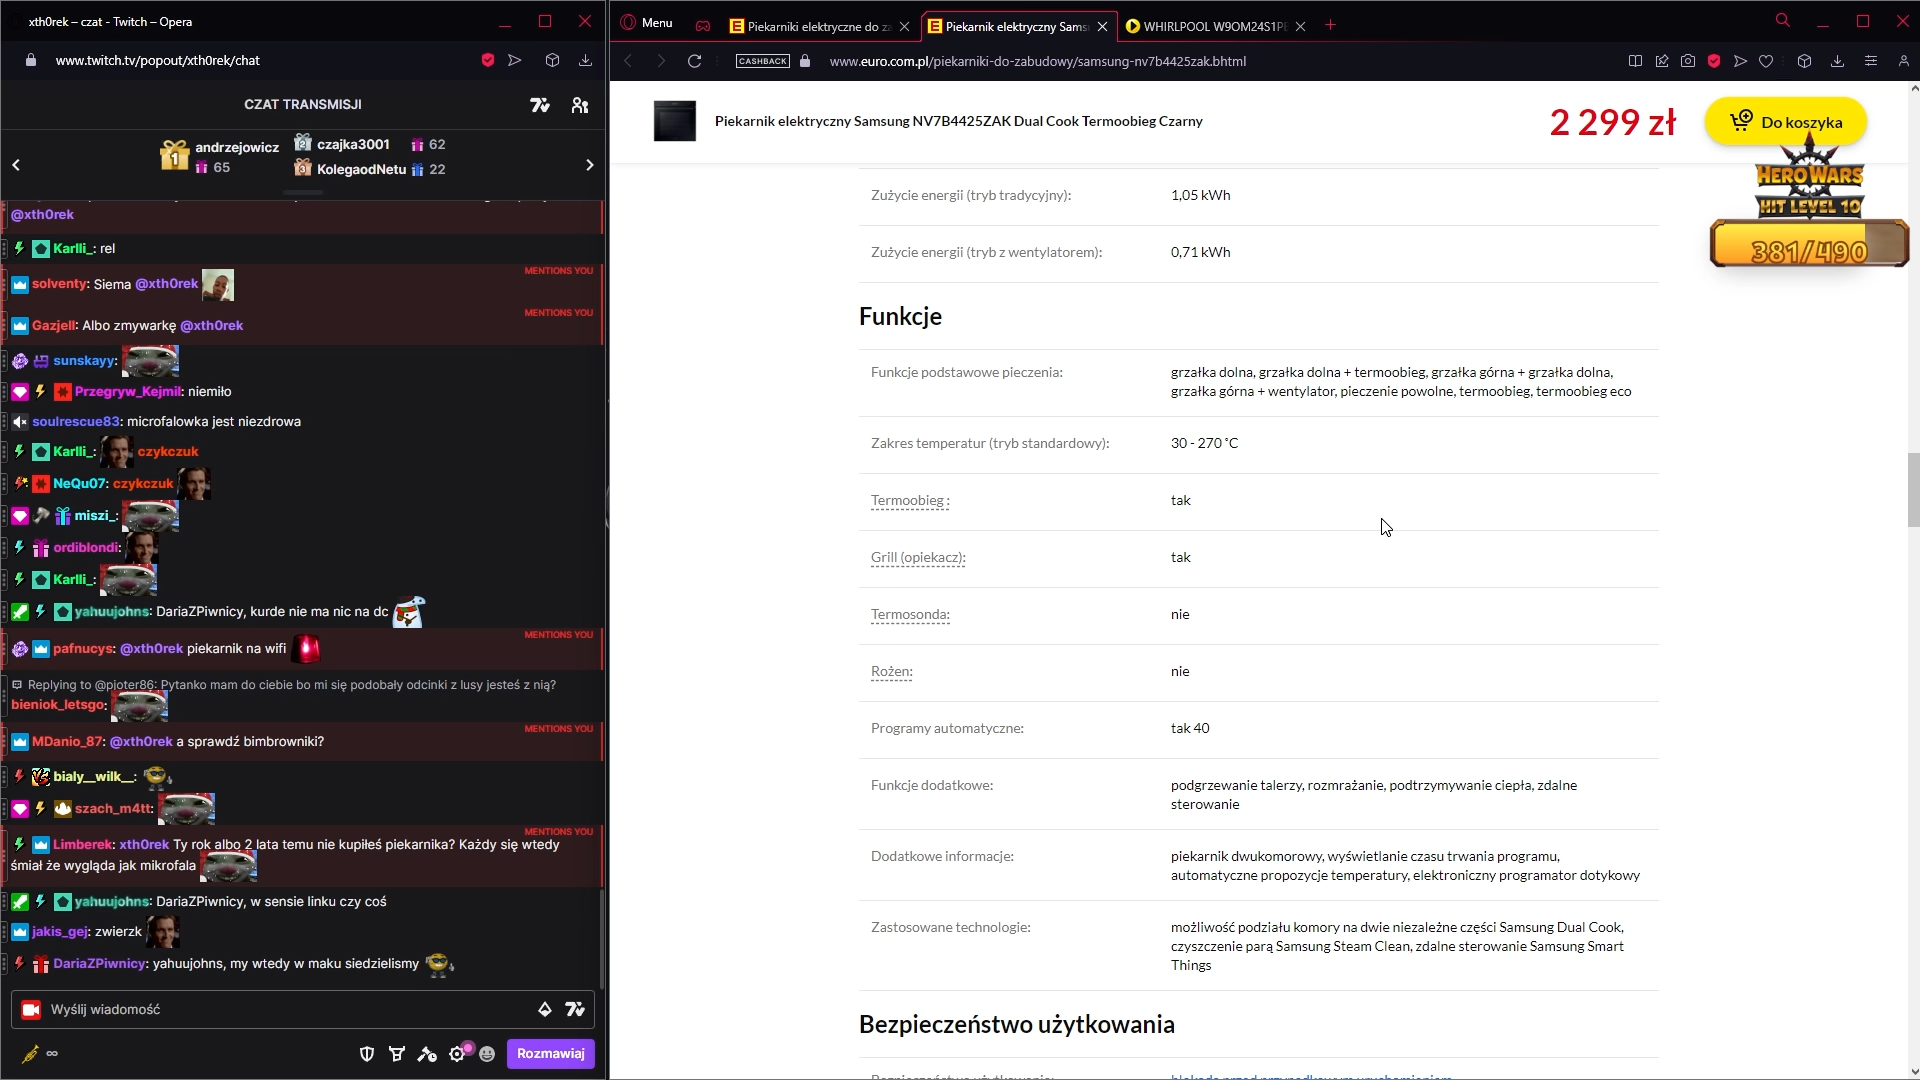 xth0rek – czat - Twitch – Opera
www.twitch.tv/popout/xth0rek/chat
CZAT TRANSMISJI
1
andrzejowicz
65
2
czajka3001
62
3
KolegaodNetu
22
@xth0rek
Karlli_: rel
MENTIONS YOU
solventy: Siema @xth0rek
MENTIONS YOU
Gazjell: Albo zmywarkę @xth0rek
sunskayy:
Przegryw_Kejmil: niemiło
soulrescue83: microfalowka jest niezdrowa
Karlli_: czykczuk
NeQu07: czykczuk
miszi_:
ordiblondi:
Karlli_:
yahuujohns: DariaZPiwnicy, kurde nie ma nic na dc
MENTIONS YOU
pafnucys: @xth0rek piekarnik na wifi
Replying to @pioter86: Pytanko mam do ciebie bo mi się podobały odcinki z lusy jesteś z nią?
bieniok_letsgo:
MENTIONS YOU
MDanio_87: @xth0rek a sprawdź bimbrowniki?
bialy__wilk__:
szach_m4tt:
MENTIONS YOU
Limberek: xth0rek Ty rok albo 2 lata temu nie kupiłeś piekarnika? Każdy się wtedy
śmiał że wygląda jak mikrofala
yahuujohns: DariaZPiwnicy, w sensie linku czy coś
jakis_gej: zwierzk
DariaZPiwnicy: yahuujohns, my wtedy w maku siedzielismy
Wyślij wiadomość
∞
Rozmawiaj
Menu
Piekarniki elektryczne do za
Piekarnik elektryczny Sams
WHIRLPOOL W9OM24S1P
CASHBACK
www.euro.com.pl/piekarniki-do-zabudowy/samsung-nv7b4425zak.bhtml
Piekarnik elektryczny Samsung NV7B4425ZAK Dual Cook Termoobieg Czarny
2 299 zł
Do koszyka
HERO WARS
HIT LEVEL 10
381/490
Zużycie energii (tryb tradycyjny): 1,05 kWh
Zużycie energii (tryb z wentylatorem): 0,71 kWh
Funkcje
Funkcje podstawowe pieczenia: grzałka dolna, grzałka dolna + termoobieg, grzałka górna + grzałka dolna,
grzałka górna + wentylator, pieczenie powolne, termoobieg, termoobieg eco
Zakres temperatur (tryb standardowy): 30 - 270 °C
Termoobieg : tak
Grill (opiekacz): tak
Termosonda: nie
Rożen: nie
Programy automatyczne: tak 40
Funkcje dodatkowe: podgrzewanie talerzy, rozmrażanie, podtrzymywanie ciepła, zdalne
sterowanie
Dodatkowe informacje: piekarnik dwukomorowy, wyświetlanie czasu trwania programu,
automatyczne propozycje temperatury, elektroniczny programator dotykowy
Zastosowane technologie: możliwość podziału komory na dwie niezależne części Samsung Dual Cook,
czyszczenie parą Samsung Steam Clean, zdalne sterowanie Samsung Smart
Things
Bezpieczeństwo użytkowania